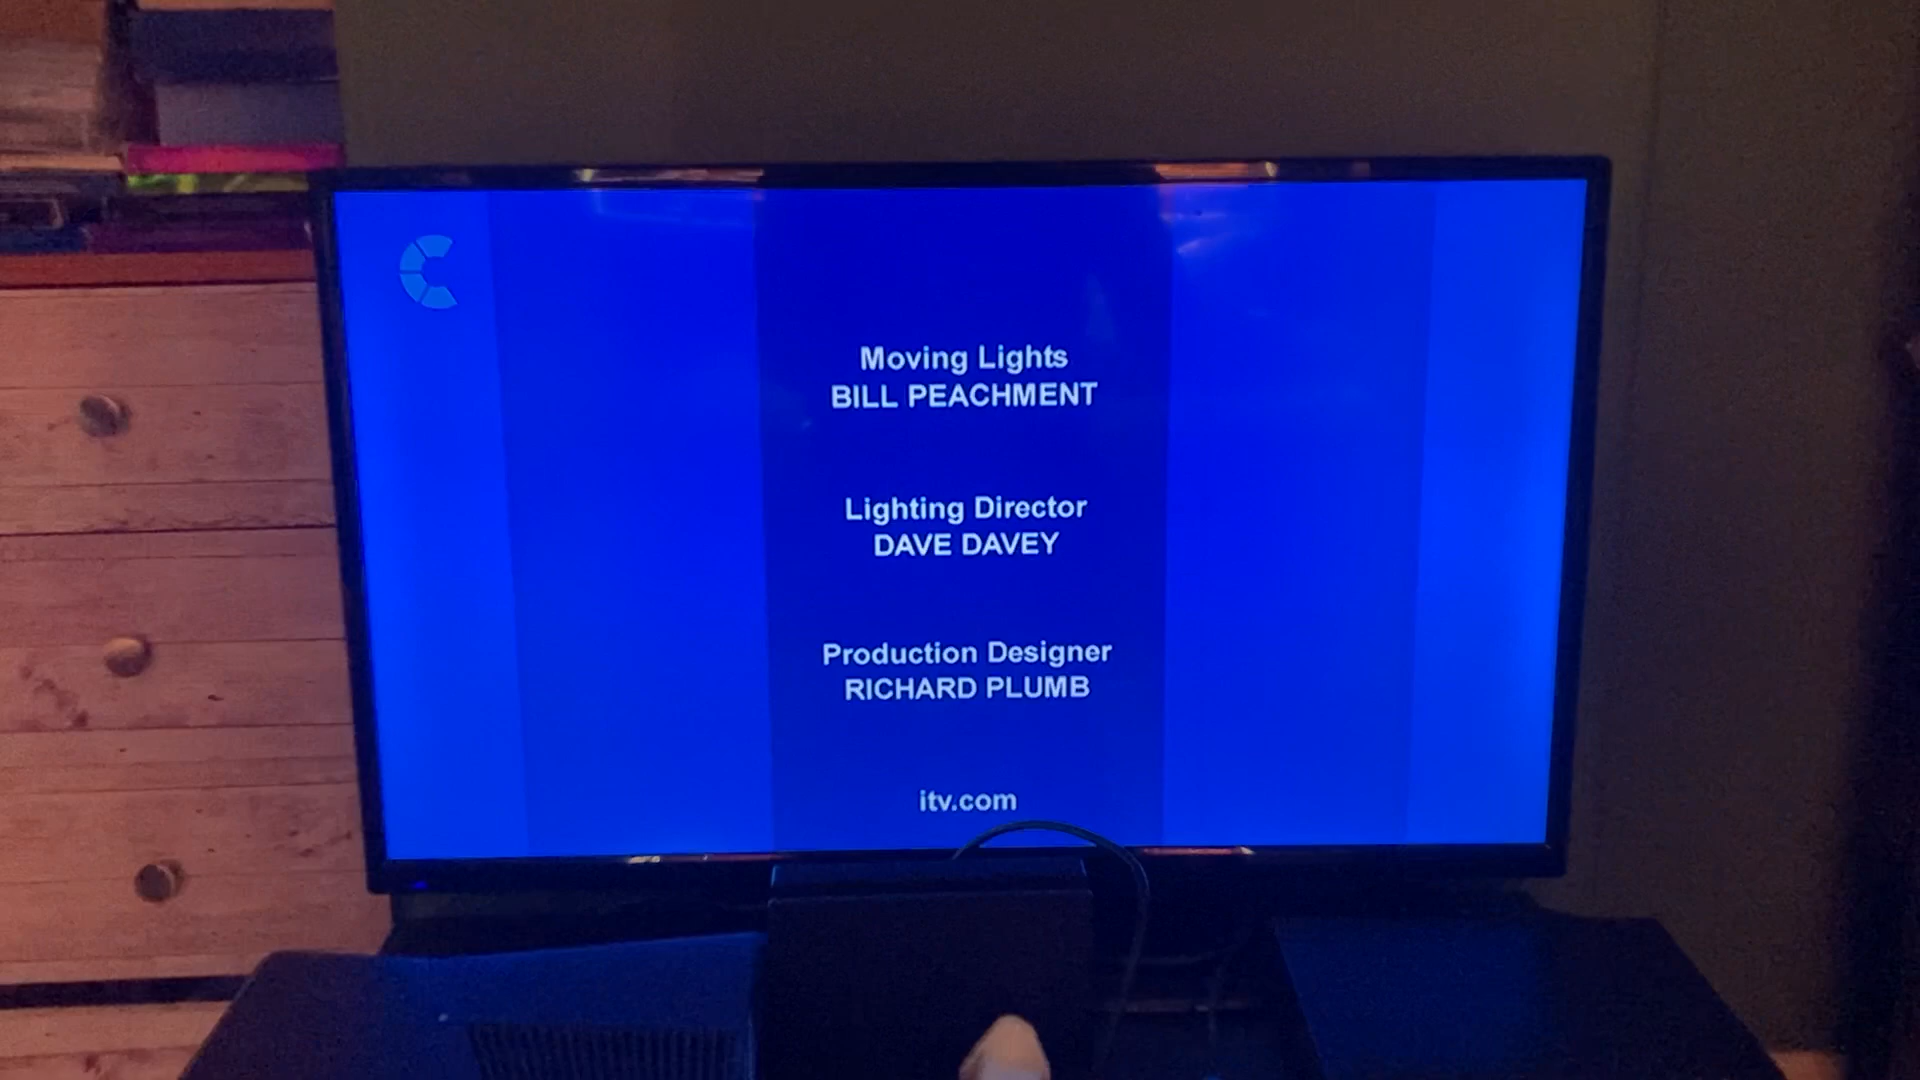 Moving Lights
BILL PEACHMENT
Lighting Director
DAVE DAVEY
Production Designer
RICHARD PLUMB
itv.com